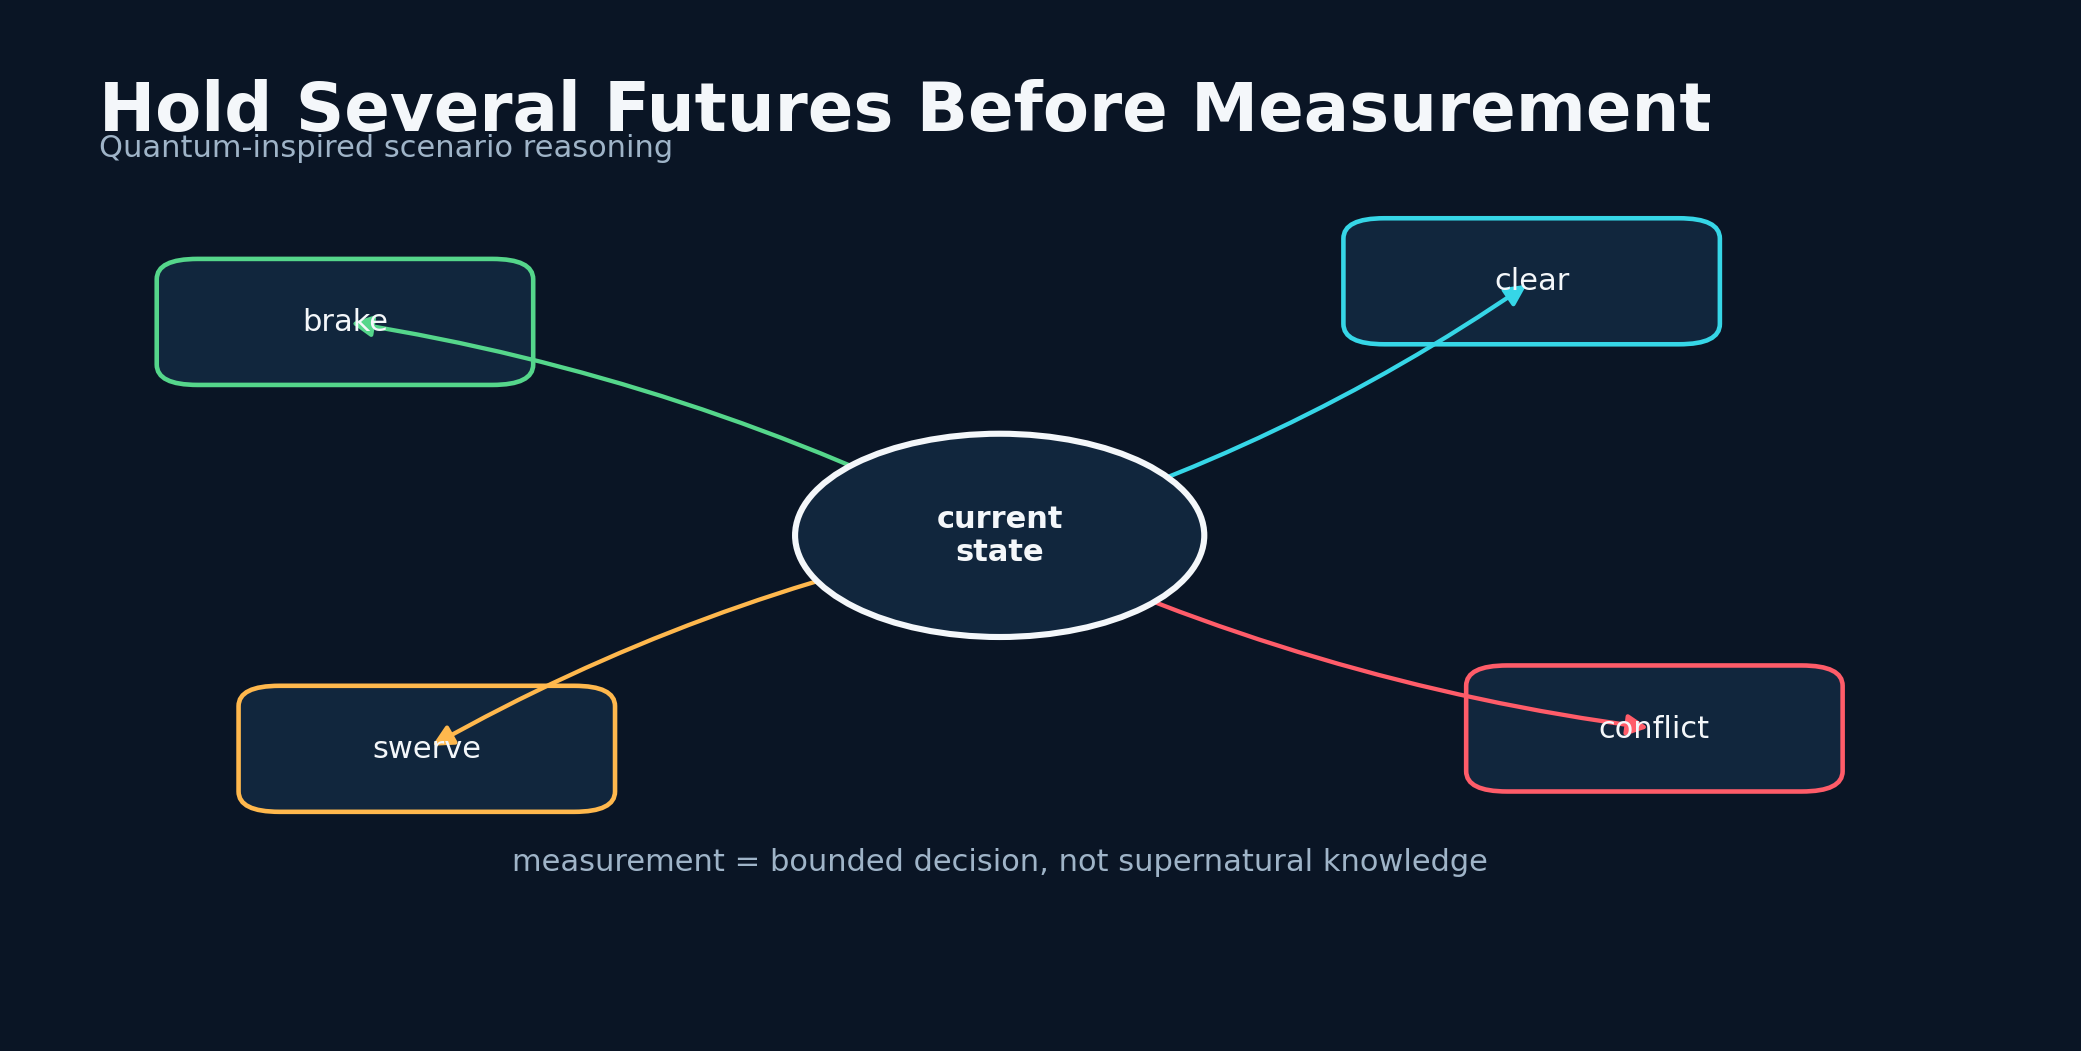 Hold Several Futures Before Measurement
Quantum-inspired scenario reasoning
clear
brake
current
state
conflict
swerve
measurement = bounded decision, not supernatural knowledge